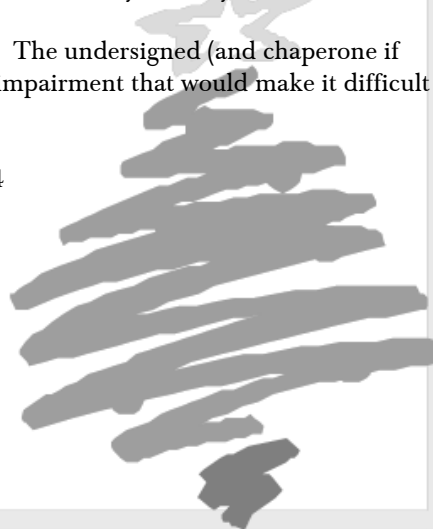 The undersigned (and chaperone if
impairment that would make it difficult